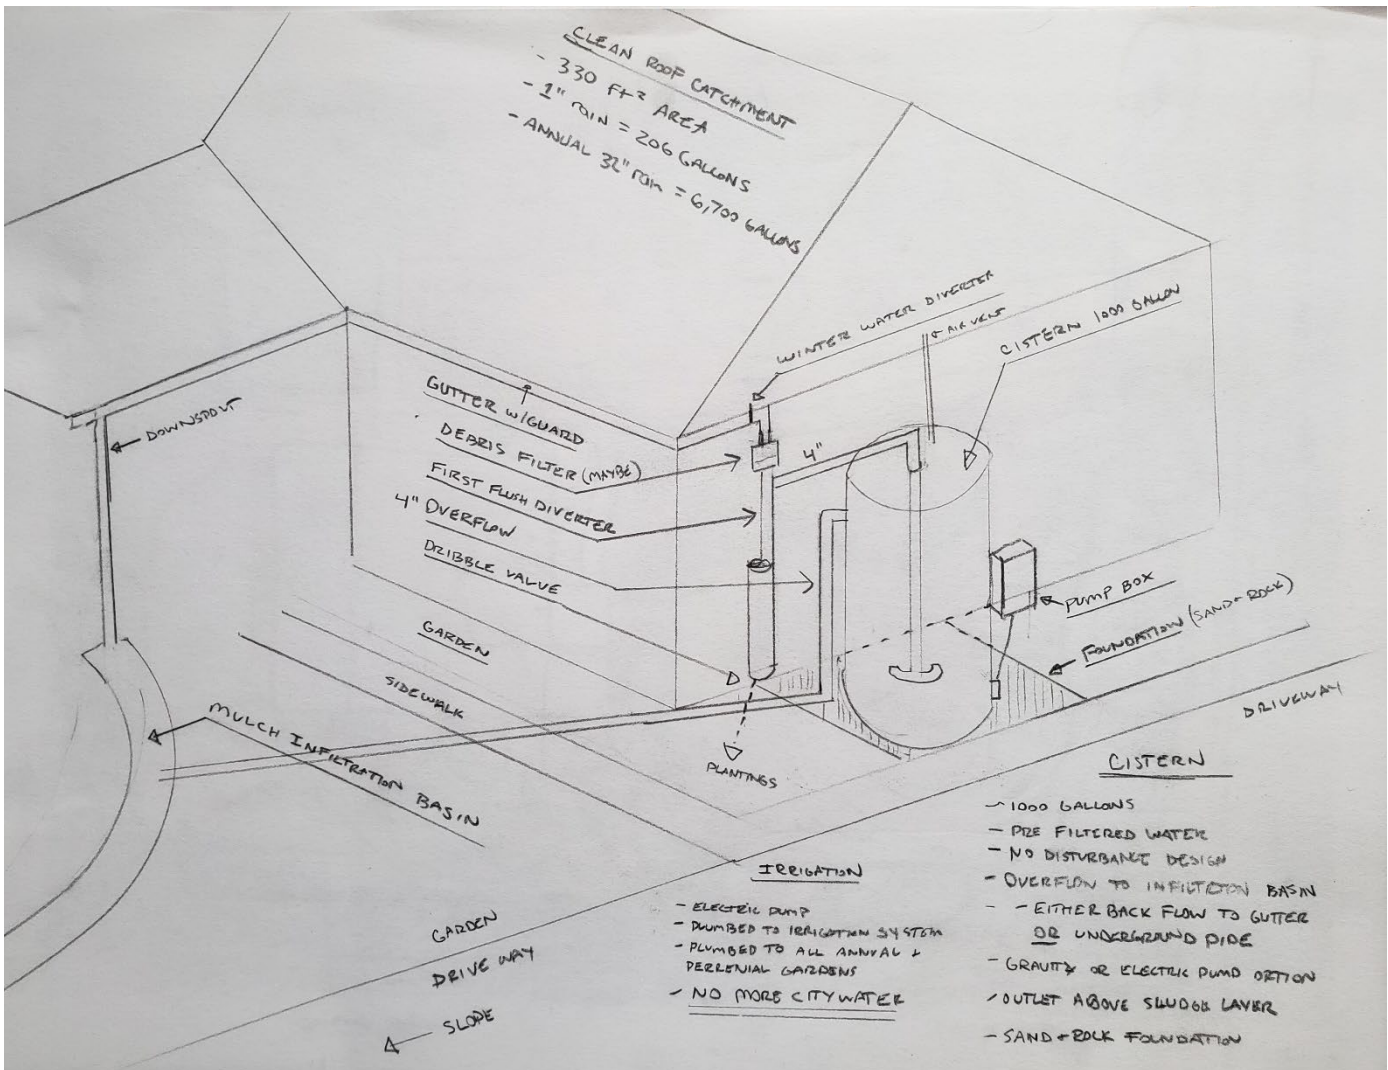 CLEAN ROOF CATCHMENT
- 330 Ft² AREA
- 1" rain = 206 GALLONS
- ANNUAL 32" rain = 6,700 GALLONS
WINTER WATER DIVERTER
AIR VENT
CISTERN 1000 GALLON
DOWNSPOUT
GUTTER W/GUARD
DEBRIS FILTER (MAYBE)
FIRST FLUSH DIVERTER
4" OVERFLOW
DRIBBLE VALUE
4"
PUMP BOX
FOUNDATION (SAND + ROCK)
GARDEN
SIDEWALK
MULCH INFILTRATION BASIN
PLANTINGS
DRIVEWAY
GARDEN
DRIVE WAY
SLOPE
IRRIGATION
- ELECTRIC PUMP
- PLUMBED TO IRRIGATION SYSTEM
- PLUMBED TO ALL ANNUAL +
PERRENIAL GARDENS
- NO MORE CITY WATER
CISTERN
- 1000 GALLONS
- PRE FILTERED WATER
- NO DISTURBANCE DESIGN
- OVERFLOW TO INFILTRTON BASIN
- - EITHER BACK FLOW TO GUTTER
OR UNDERGROUND PIPE
- GRAVITY OR ELECTRIC PUMP OPTION
- OUTLET ABOVE SLUDGE LAYER
- SAND + ROCK FOUNDATION